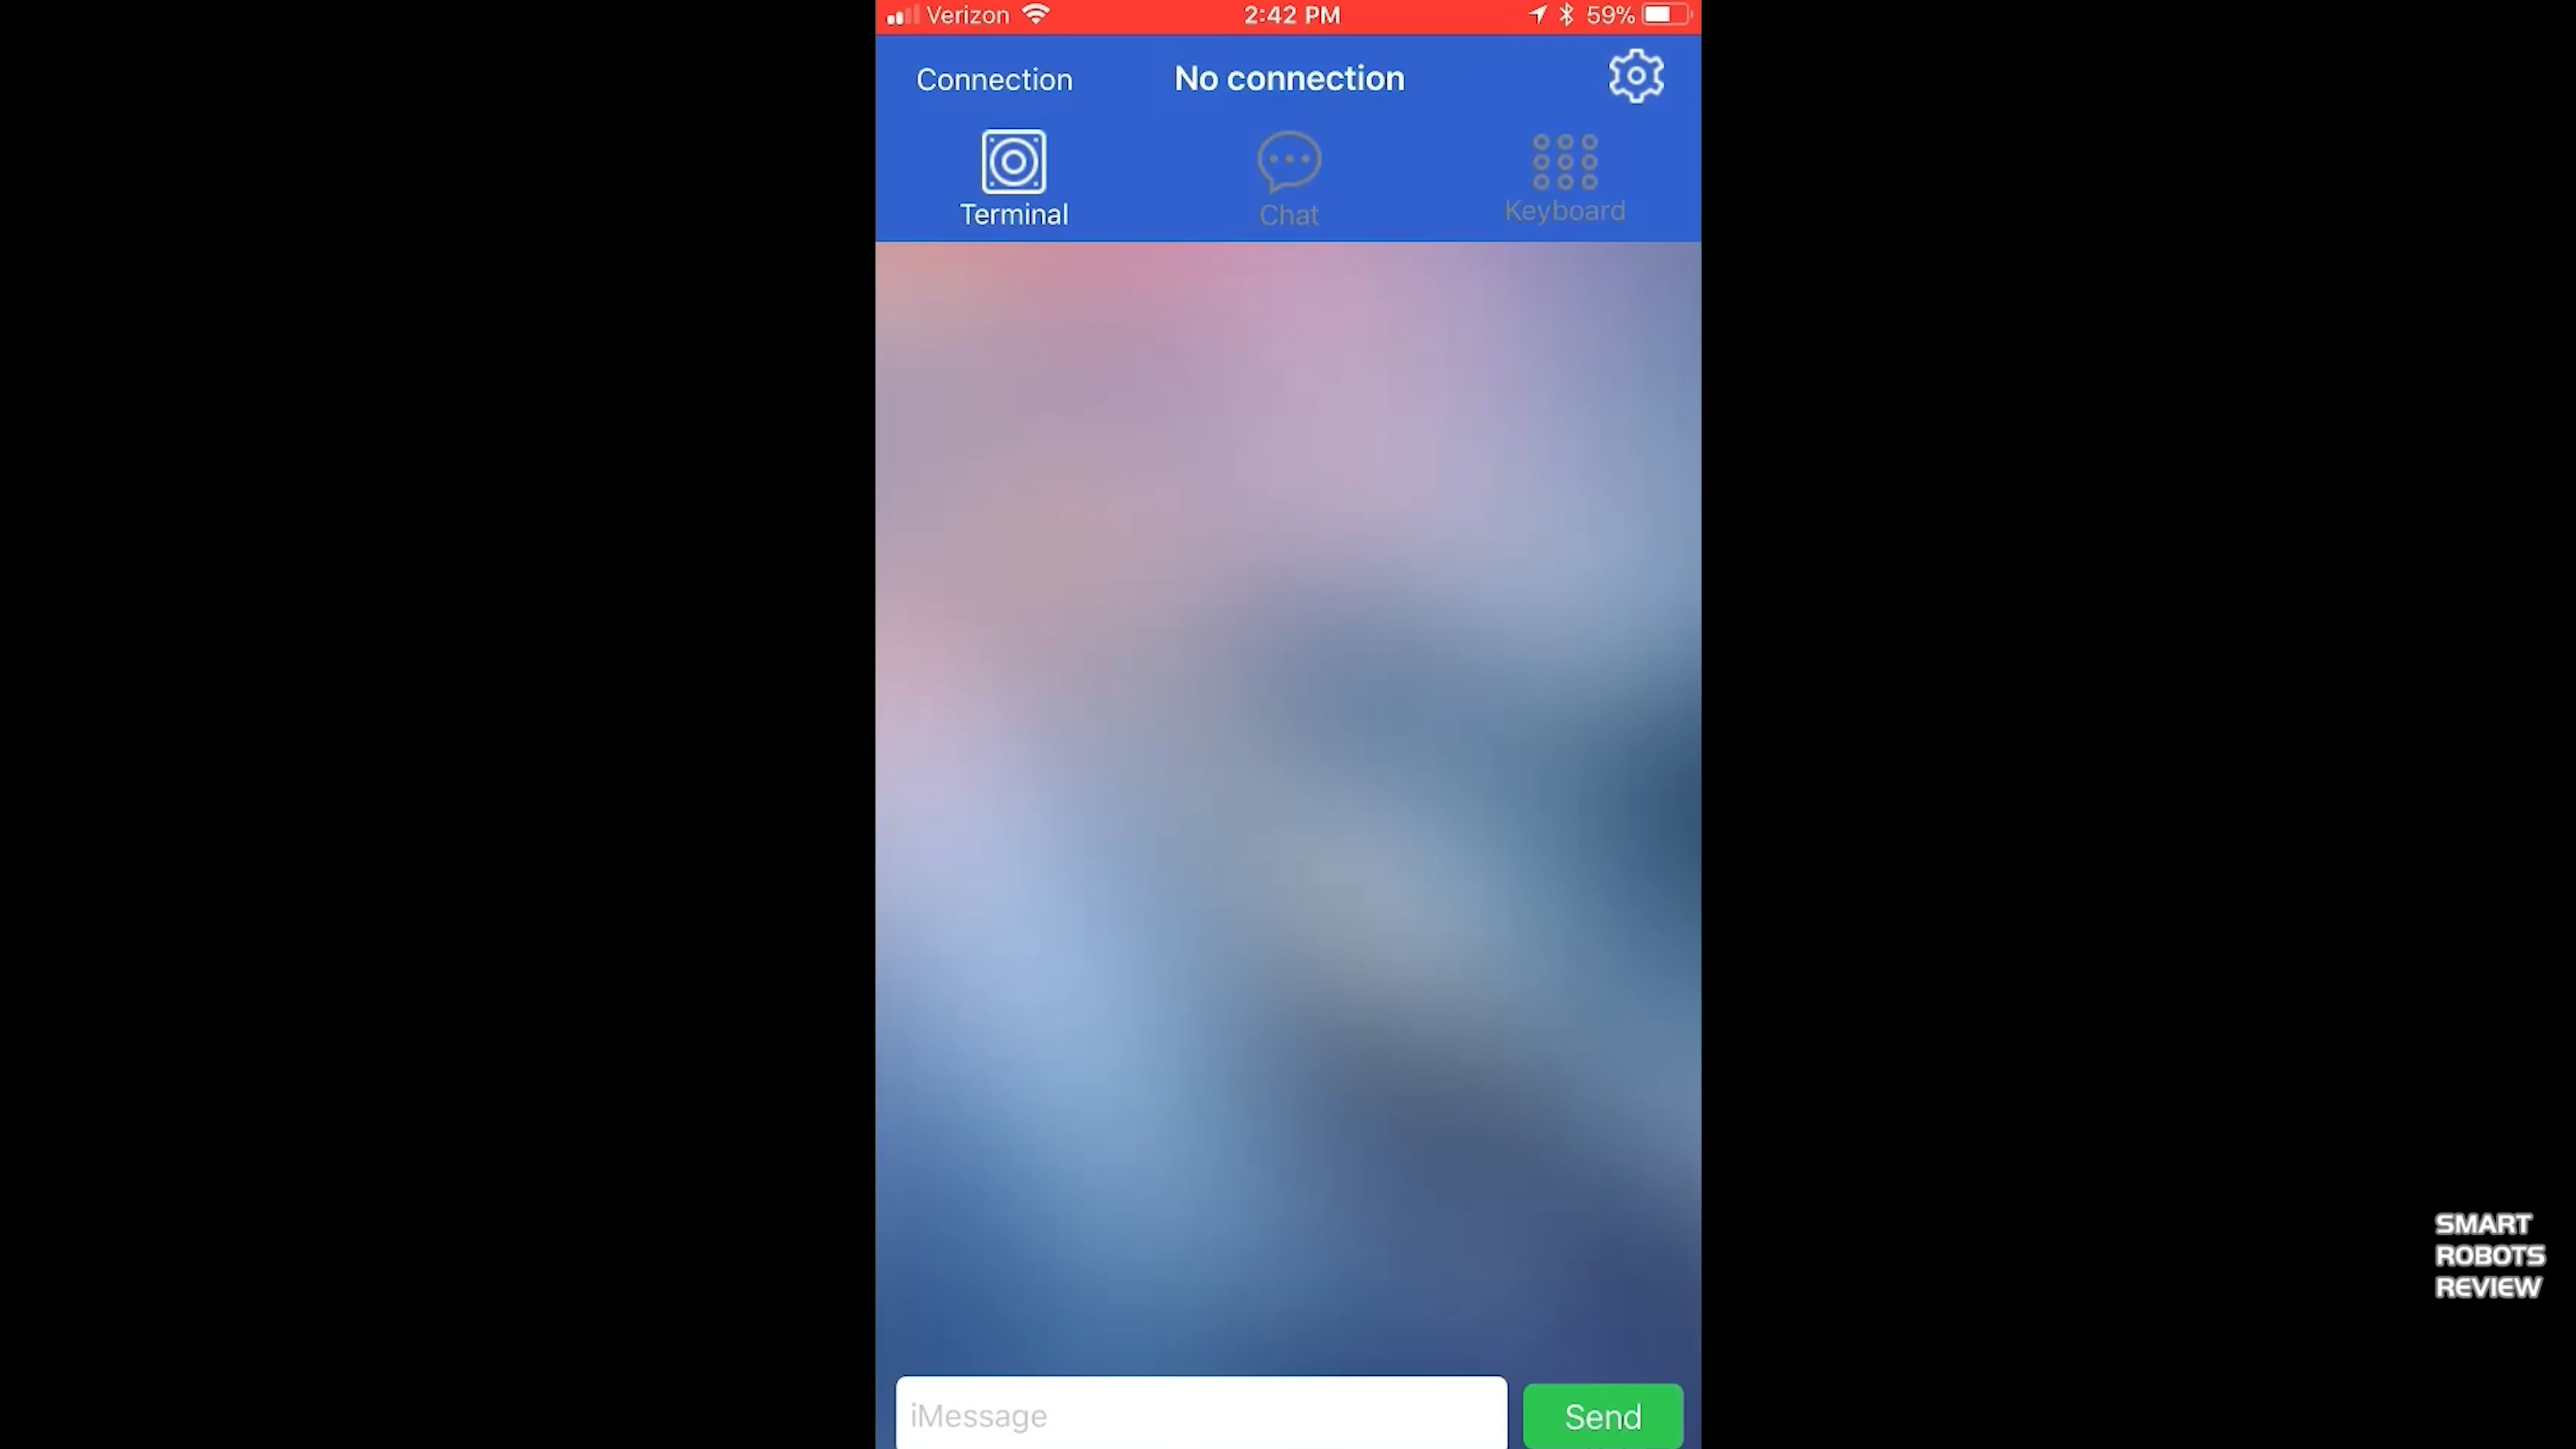 Verizon 2:42 PM 59%
Connection No connection
Terminal Chat Keyboard
iMessage Send
SMART
ROBOTS
REVIEW